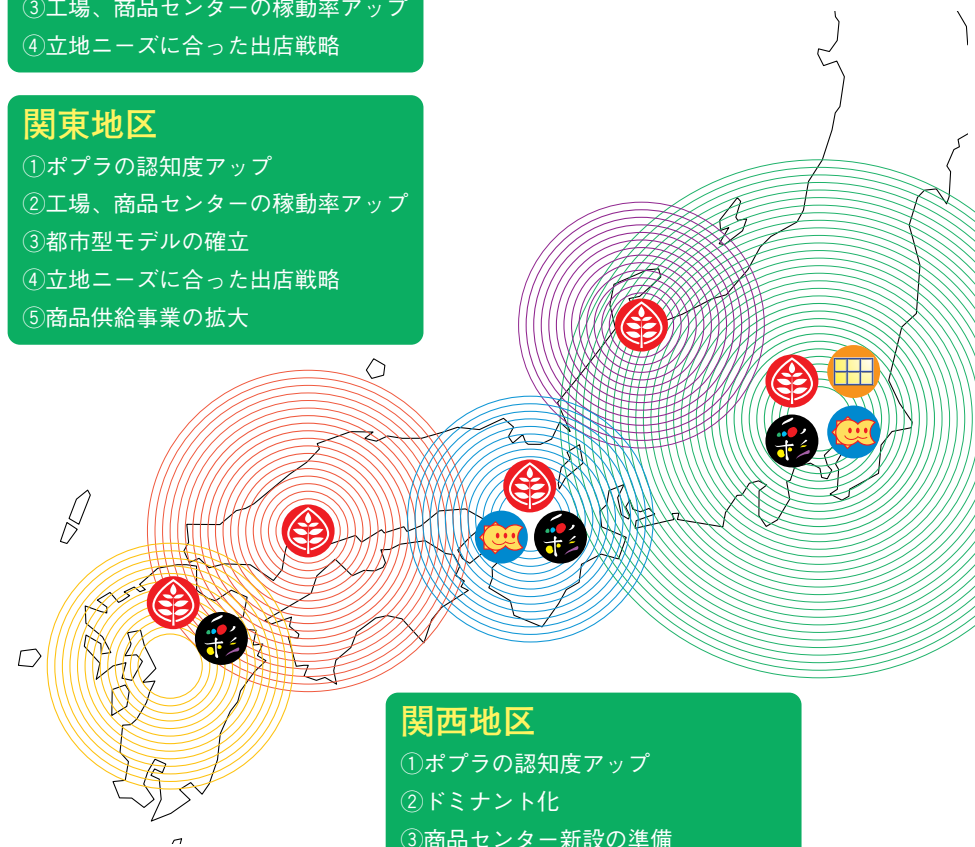 ③工場、商品センターの稼動率アップ
④立地ニーズに合った出店戦略
関東地区
①ポプラの認知度アップ
②工場、商品センターの稼動率アップ
③都市型モデルの確立
④立地ニーズに合った出店戦略
⑤商品供給事業の拡大
関西地区
①ポプラの認知度アップ
②ドミナント化
③商品センター新設の準備